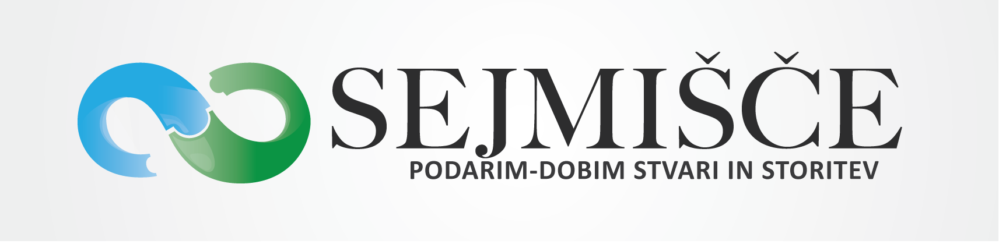 SEJMIŠČE
PODARIM-DOBIM STVARI IN STORITEV